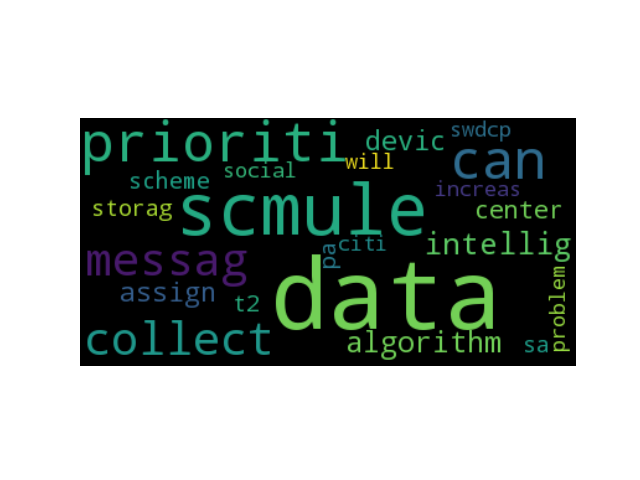 prioriti
devic
swdcp
will
can
scheme
social
increas
storag
scmule
center
messag
pa
citi
intellig
assign
t2
data
problem
collect
algorithm
sa